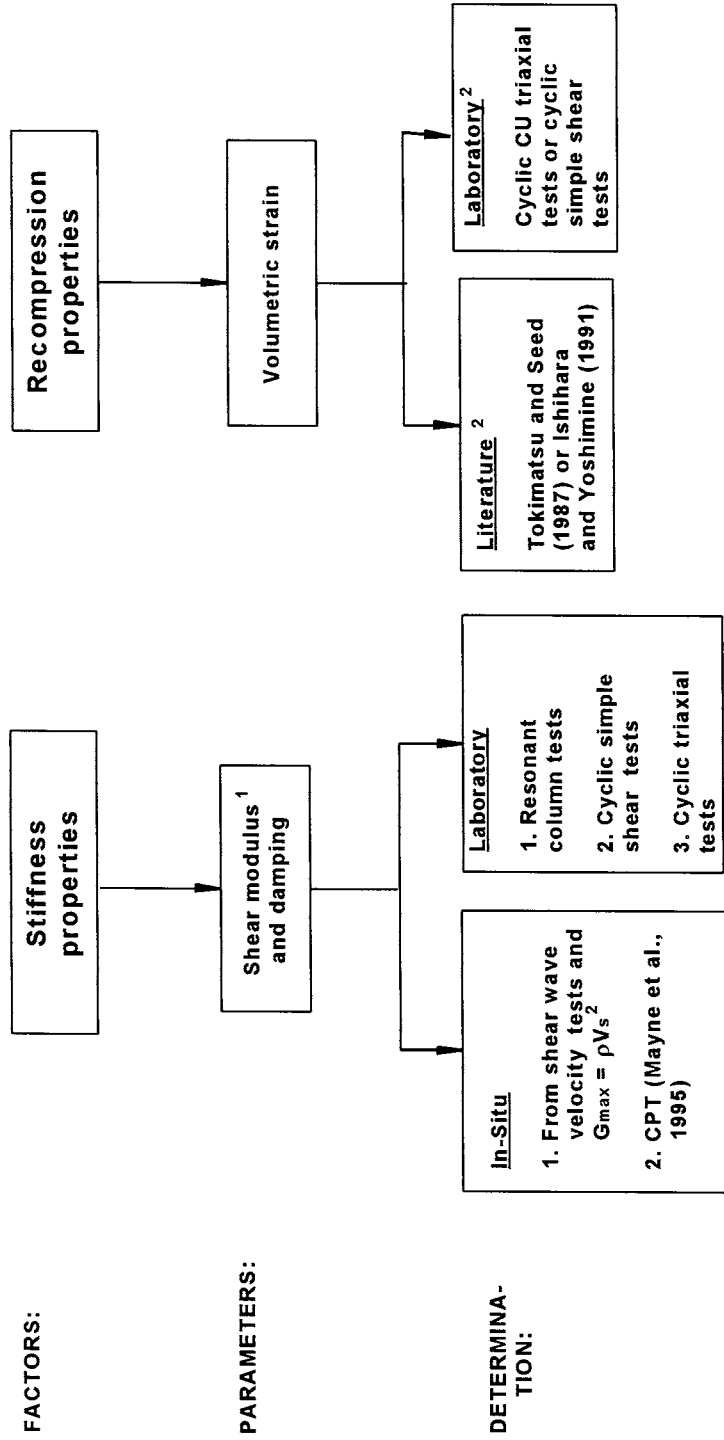 FACTORS:
Stiffness
properties
Recompression
properties
PARAMETERS:
Shear modulus 1
and damping
Volumetric strain
DETERMINA-
TION:
In-Situ
1. From shear wave
velocity tests and
Gmax = ρVs²
2. CPT (Mayne et al.,
1995)
Laboratory
1. Resonant
column tests
2. Cyclic simple
shear tests
3. Cyclic triaxial
tests
Literature 2
Tokimatsu and Seed
(1987) or Ishihara
and Yoshimine (1991)
Laboratory 2
Cyclic CU triaxial
tests or cyclic
simple shear
tests